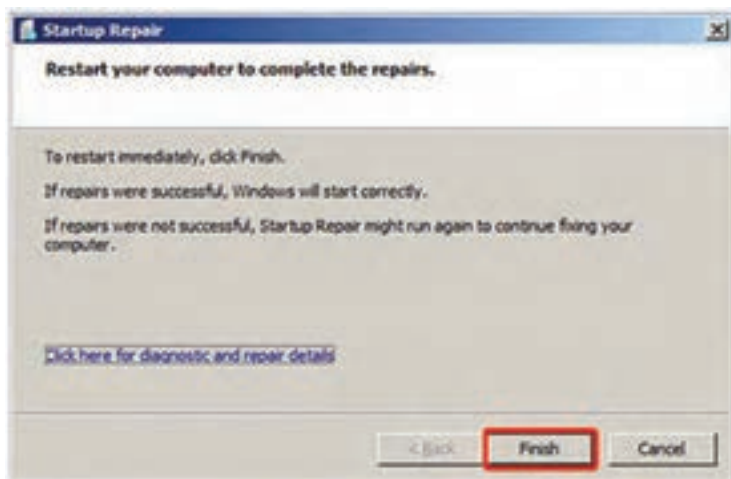 Startup Repair
Restart your computer to complete the repairs.
To restart immediately, click Finish.
If repairs were successful, Windows will start correctly.
If repairs were not successful, Startup Repair might run again to continue fixing your
computer.
Click here for diagnostic and repair details
< Back Finish Cancel